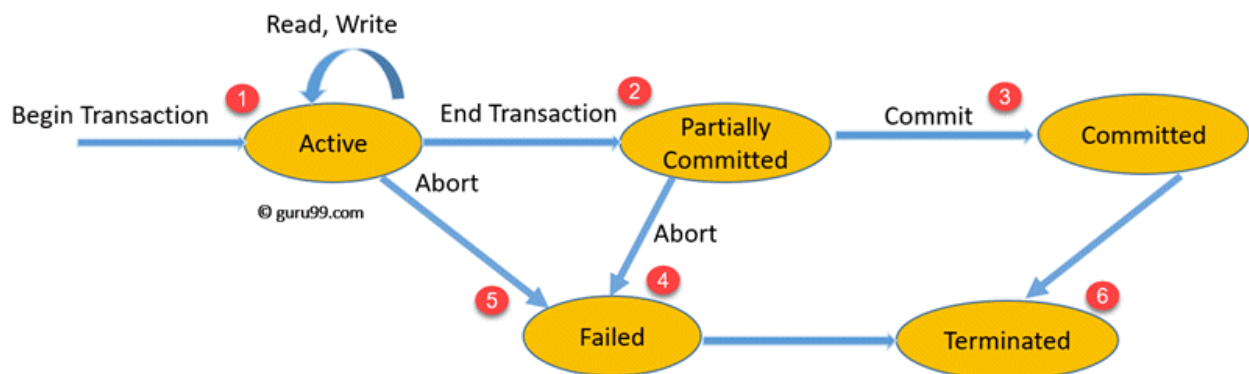 Read, Write
1
2
3
Begin Transaction
End Transaction
Commit
Active
Partially
Committed
Committed
Abort
© guru99.com
Abort
5
4
6
Failed
Terminated